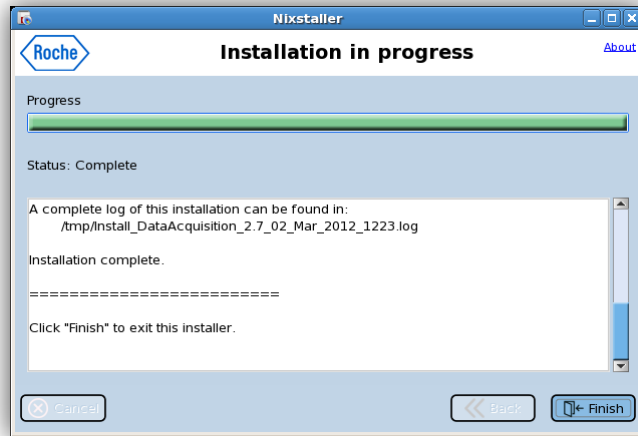 Nixstaller
Roche
Installation in progress
About
Progress
Status: Complete
A complete log of this installation can be found in:
/tmp/Install_DataAcquisition_2.7_02_Mar_2012_1223.log
Installation complete.
=========================
Click "Finish" to exit this installer.
Cancel
Back
Finish